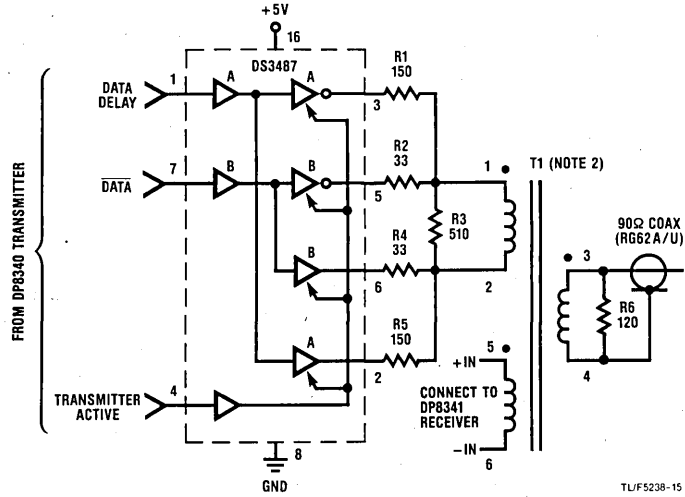 +5V
16
DS3487
DATA
DELAY
1
A
A
3
R1
150
DATA
7
B
B
5
R2
33
1
T1 (NOTE 2)
R3
510
90Ω COAX
(RG62A/U)
B
6
R4
33
2
3
R6
120
4
A
2
R5
150
5
+IN
CONNECT TO
DP8341
RECEIVER
−IN
6
TRANSMITTER
ACTIVE
4
8
GND
FROM DP8340 TRANSMITTER
TL/F5238-15